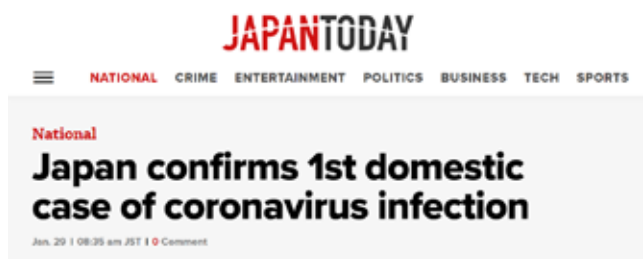 JAPANTODAY
NATIONAL CRIME ENTERTAINMENT POLITICS BUSINESS TECH SPORTS
National
Japan confirms 1st domestic
case of coronavirus infection
Jan. 29 | 08:35 am JST | 0 Comment